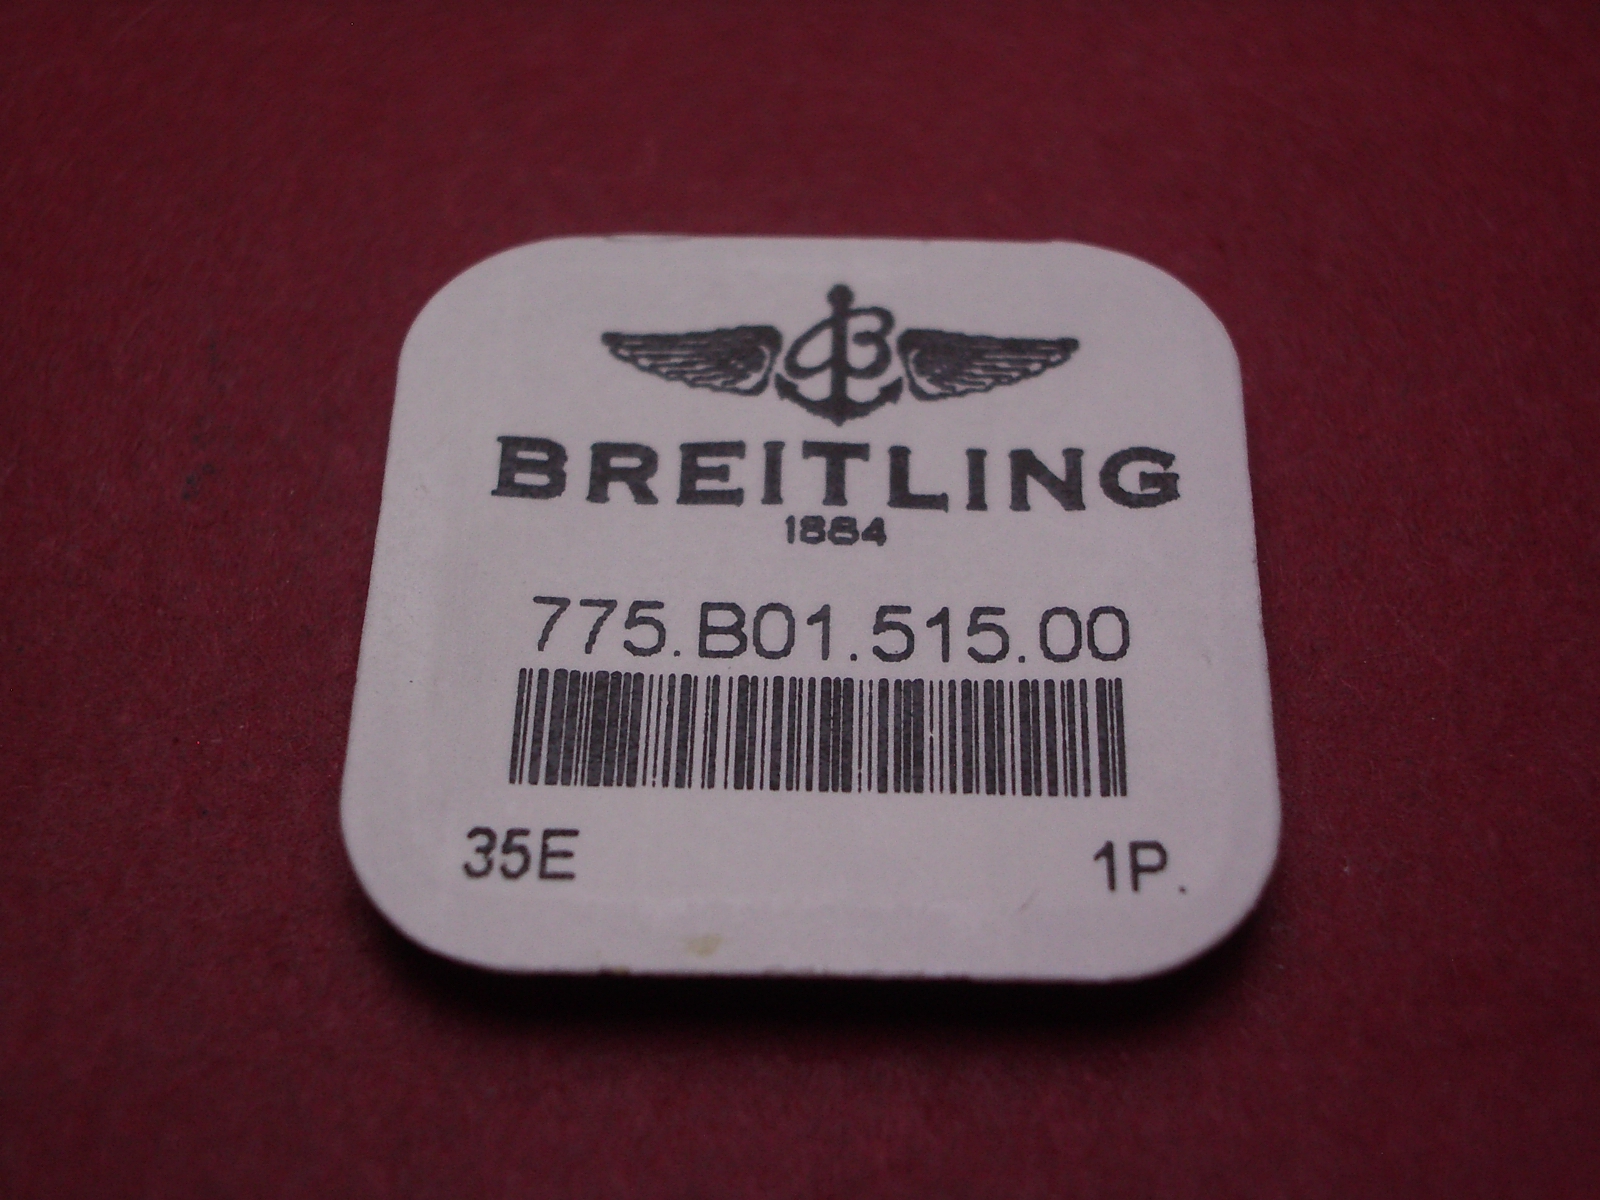 B
BREITLING
1884
775.B01.515.00
35E 1P.